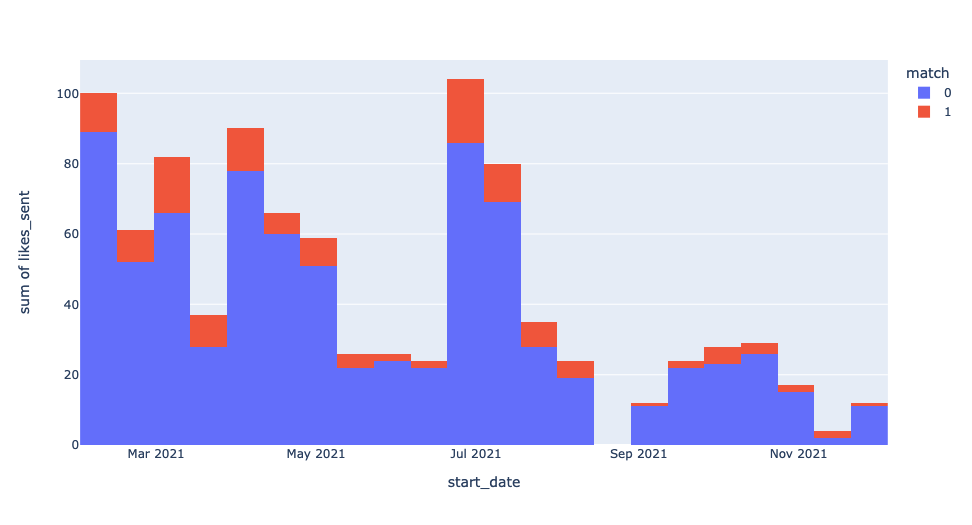 match
0
1
sum of likes_sent
100
80
60
40
20
0
Mar 2021
May 2021
Jul 2021
Sep 2021
Nov 2021
start_date